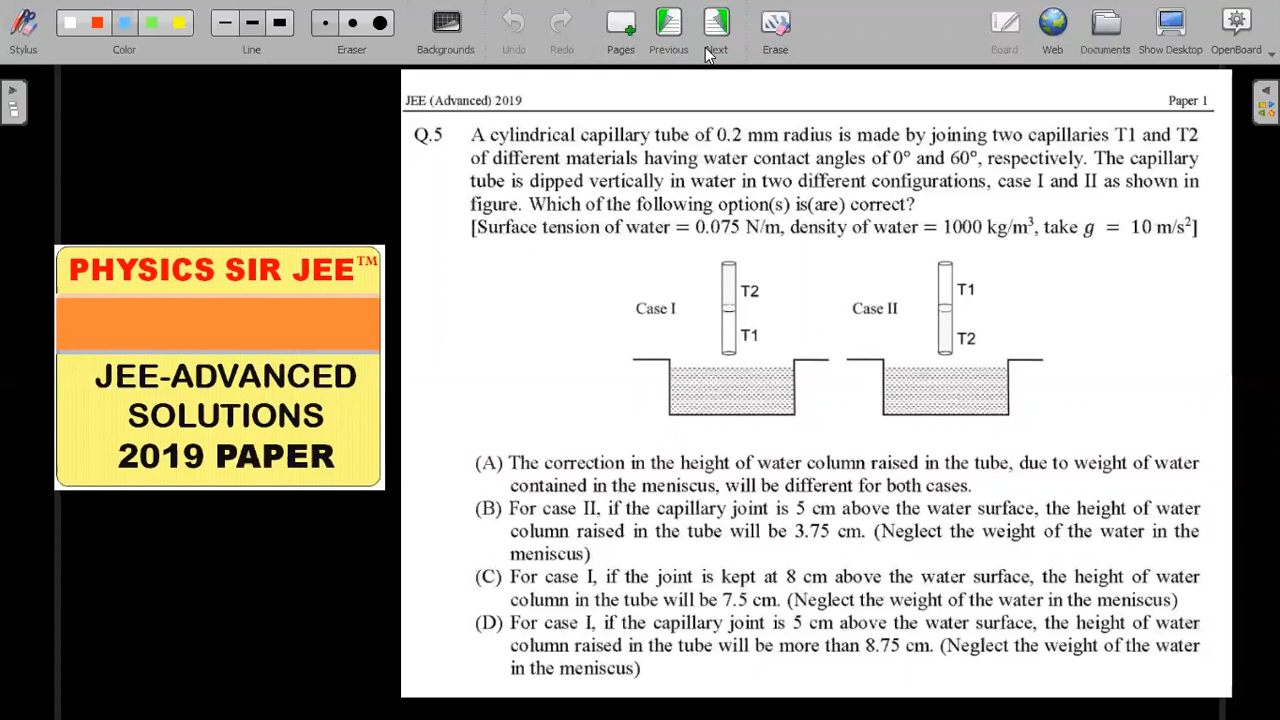 Stylus
Color
Line
Eraser
Backgrounds
Undo
Redo
Pages
Previous
Next
Erase
Board
Web
Documents
Show Desktop
OpenBoard
JEE (Advanced) 2019
Paper 1
Q.5 A cylindrical capillary tube of 0.2 mm radius is made by joining two capillaries T1 and T2
of different materials having water contact angles of 0° and 60°, respectively. The capillary
tube is dipped vertically in water in two different configurations, case I and II as shown in
figure. Which of the following option(s) is(are) correct?
[Surface tension of water = 0.075 N/m, density of water = 1000 kg/m³, take g = 10 m/s²]
Case I
T2
T1
Case II
T1
T2
(A) The correction in the height of water column raised in the tube, due to weight of water
contained in the meniscus, will be different for both cases.
(B) For case II, if the capillary joint is 5 cm above the water surface, the height of water
column raised in the tube will be 3.75 cm. (Neglect the weight of the water in the
meniscus)
(C) For case I, if the joint is kept at 8 cm above the water surface, the height of water
column in the tube will be 7.5 cm. (Neglect the weight of the water in the meniscus)
(D) For case I, if the capillary joint is 5 cm above the water surface, the height of water
column raised in the tube will be more than 8.75 cm. (Neglect the weight of the water
in the meniscus)
PHYSICS SIR JEE™
JEE-ADVANCED
SOLUTIONS
2019 PAPER